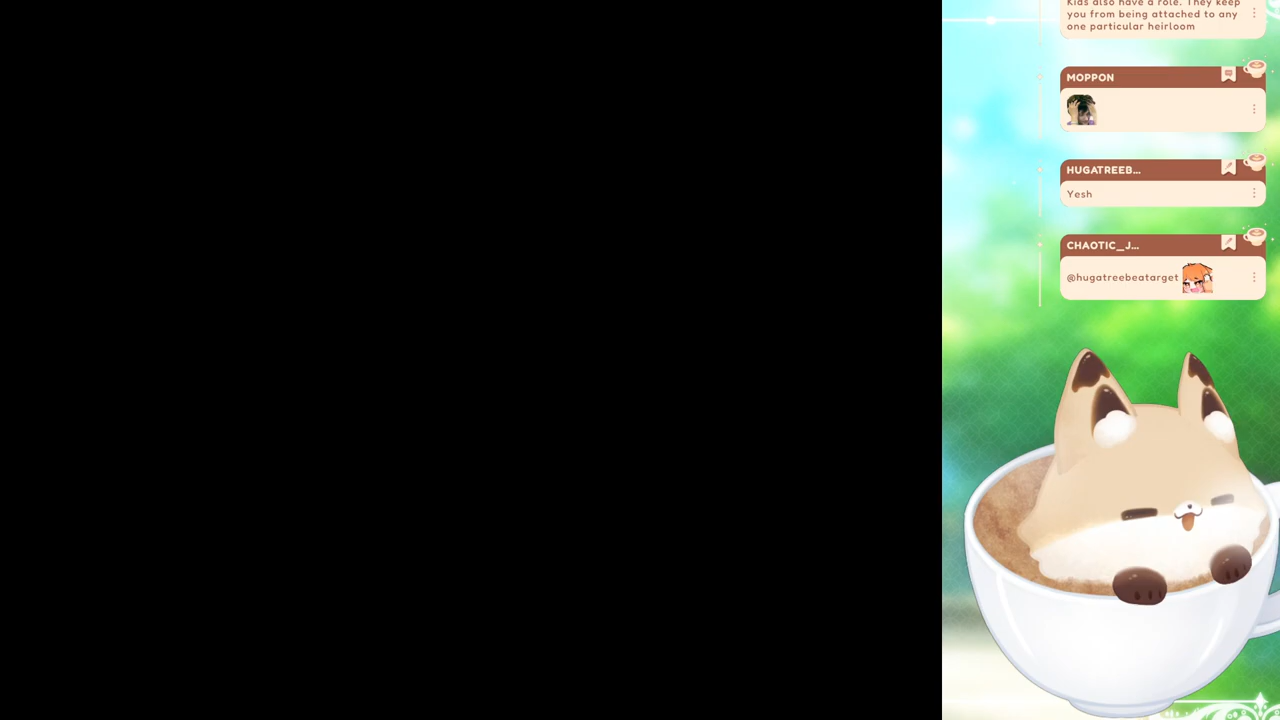 Kids also have a role. They keep
you from being attached to any
one particular heirloom
MOPPON
HUGATREEB...
Yesh
CHAOTIC_J...
@hugatreebeatarget